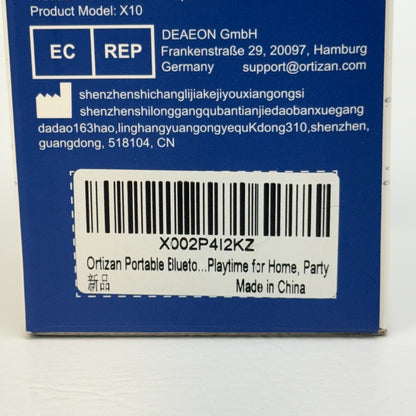 Product Model: X10
EC REP
DEAEON GmbH
Frankenstraße 29, 20097, Hamburg
Germany support@ortizan.com
shenzhenshichanglijiakejiyouxiangongsi
shenzhenshilonggangqubantianjiedaobanxuegang
dadao163hao,linghangyuangongyequKdong310,shenzhen,
guangdong, 518104, CN
X002P4I2KZ
Ortizan Portable Blueto...Playtime for Home, Party
新品 Made in China